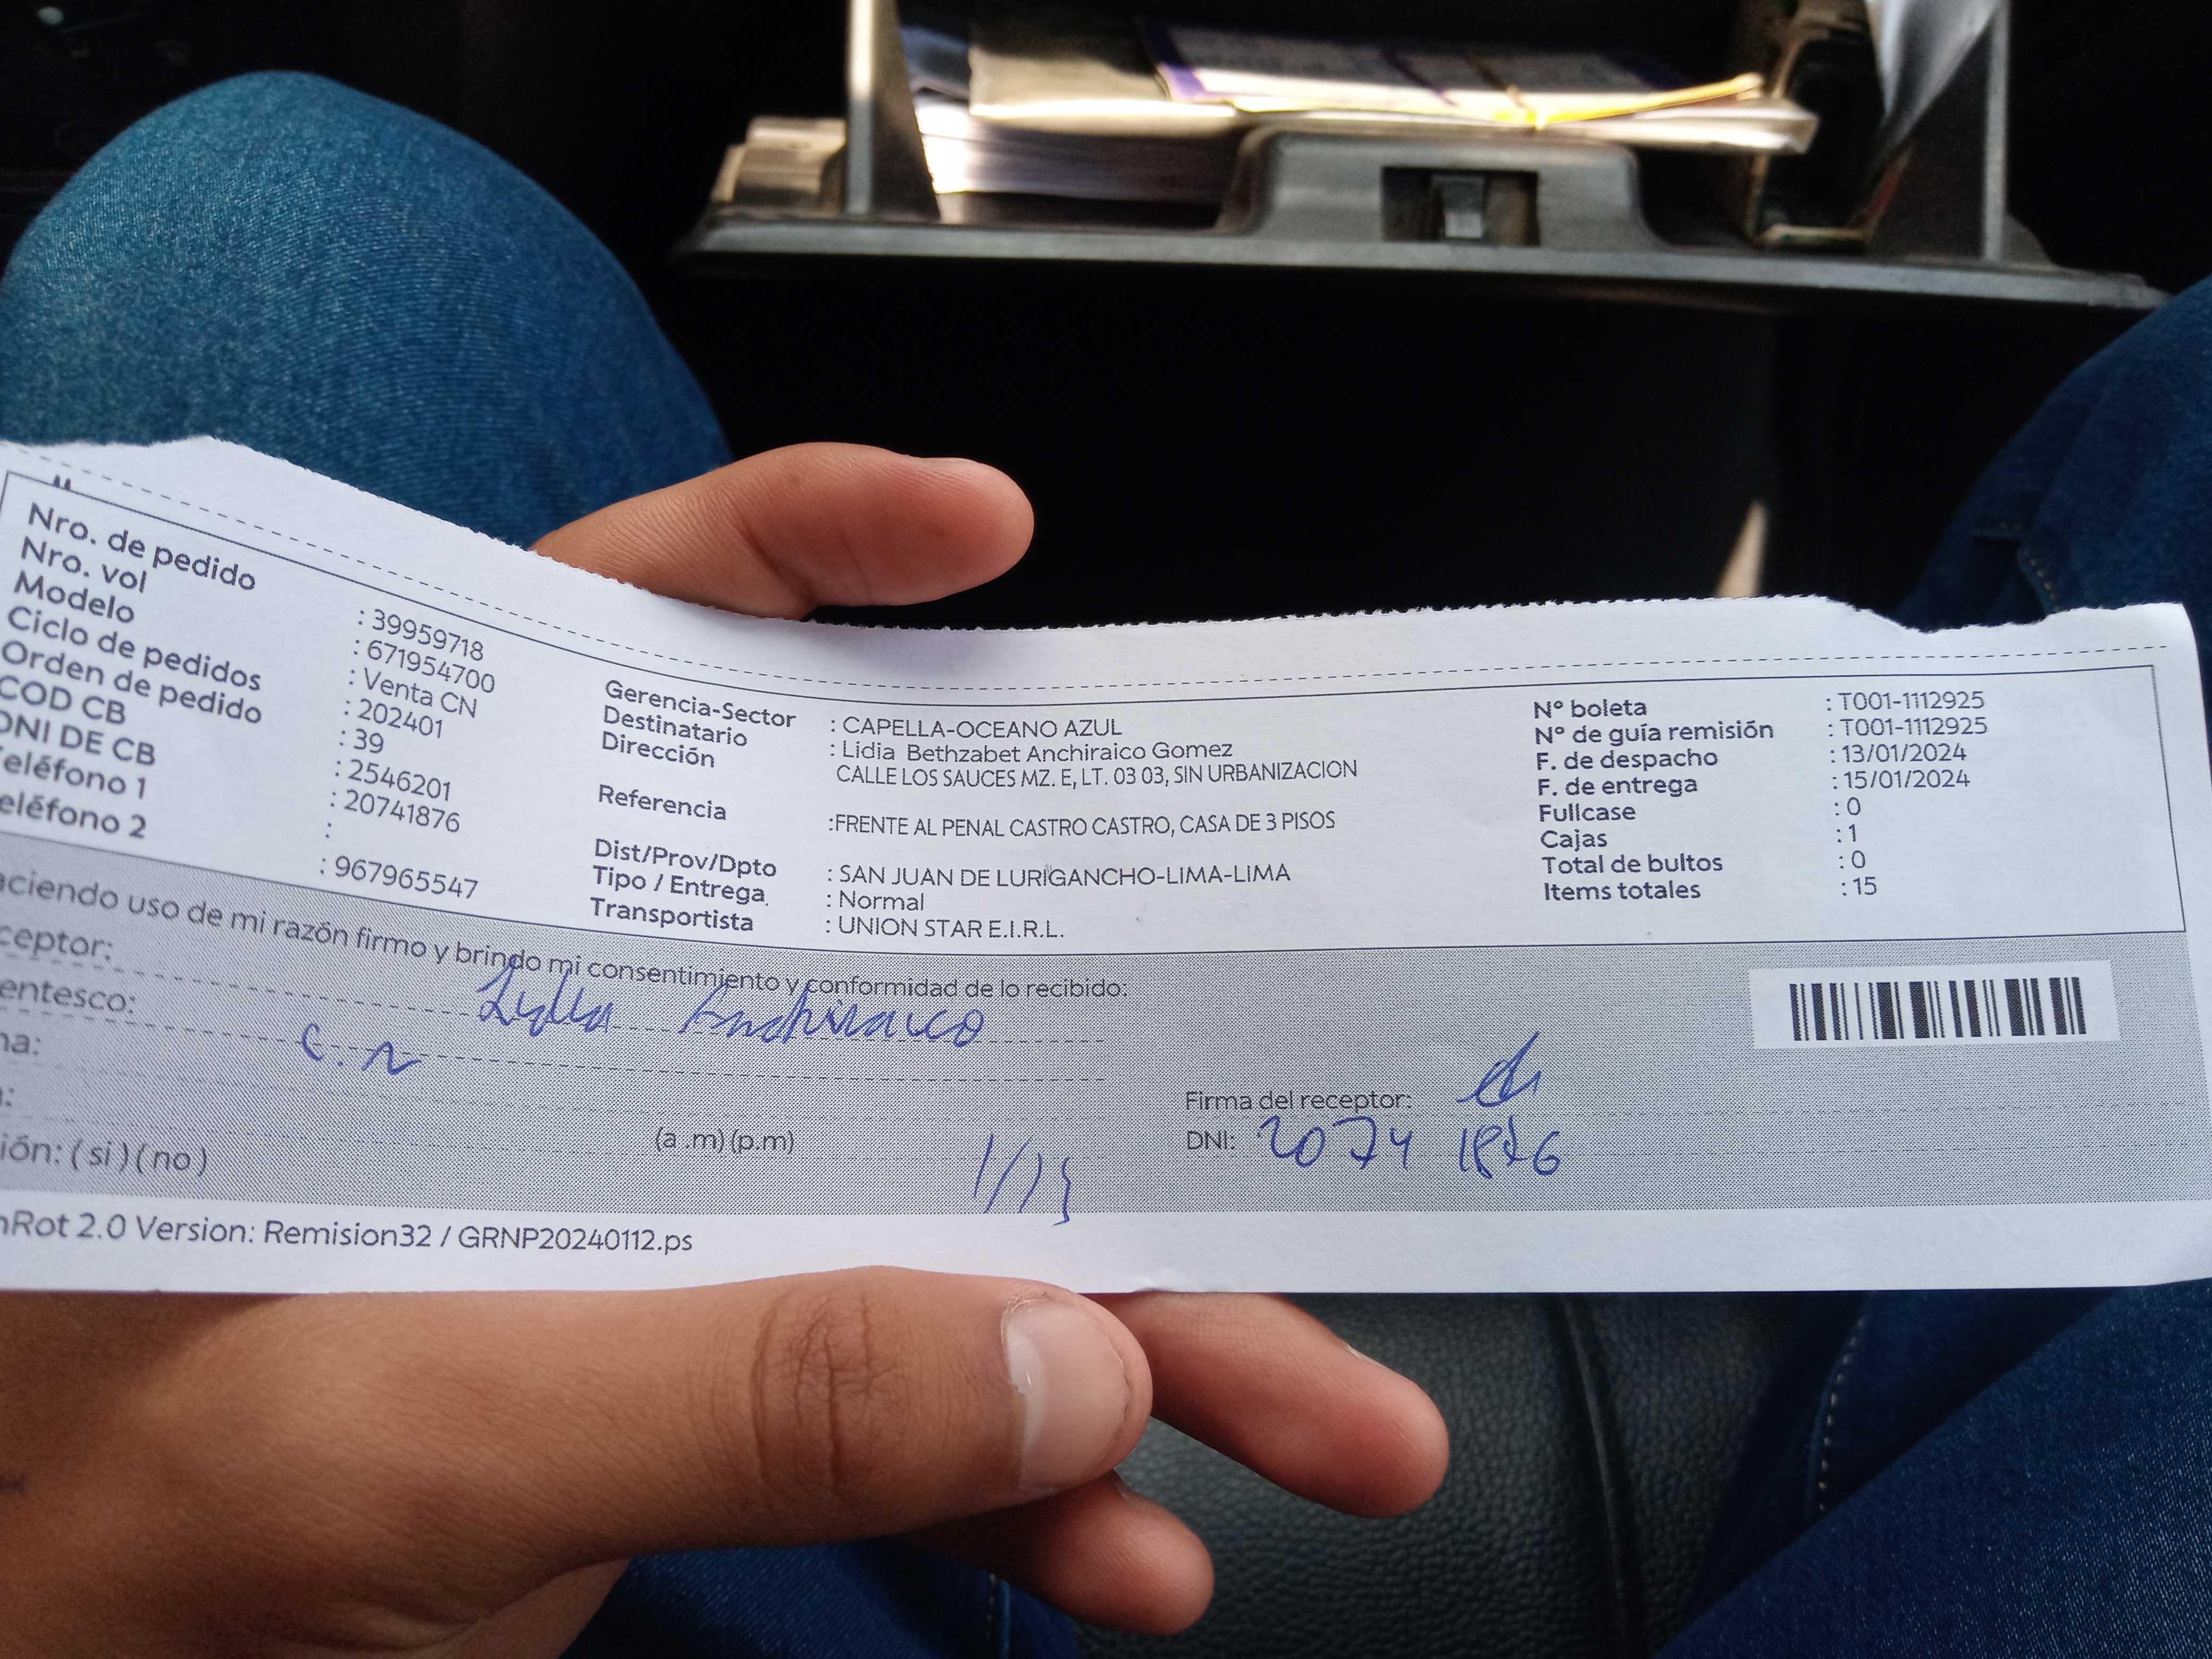 Nro. de pedido : 39959718
Nro. vol : 671954700
Modelo : Venta CN
Ciclo de pedidos : 202401
Orden de pedido : 39
COD CB : 2546201
DNI DE CB : 20741876
eléfono 1 :
eléfono 2 : 967965547
Gerencia-Sector : CAPELLA-OCEANO AZUL
Destinatario : Lidia Bethzabet Anchiraico Gomez
Dirección CALLE LOS SAUCES MZ. E, LT. 03 03, SIN URBANIZACION
Referencia :FRENTE AL PENAL CASTRO CASTRO, CASA DE 3 PISOS
Dist/Prov/Dpto : SAN JUAN DE LURIGANCHO-LIMA-LIMA
Tipo / Entrega : Normal
Transportista : UNION STAR E.I.R.L.
Nº boleta : T001-1112925
Nº de guía remisión : T001-1112925
F. de despacho : 13/01/2024
F. de entrega : 15/01/2024
Fullcase : 0
Cajas : 1
Total de bultos : 0
Items totales : 15
aciendo uso de mi razón firmo y brindo mi consentimiento y conformidad de lo recibido:
ceptor: Lydia Anchiraico
entesco: C.N
na:
: (a .m) (p.m)
ión: ( si ) ( no )
Firma del receptor:
DNI: 2074 1876
nRot 2.0 Version: Remision32 / GRNP20240112.ps